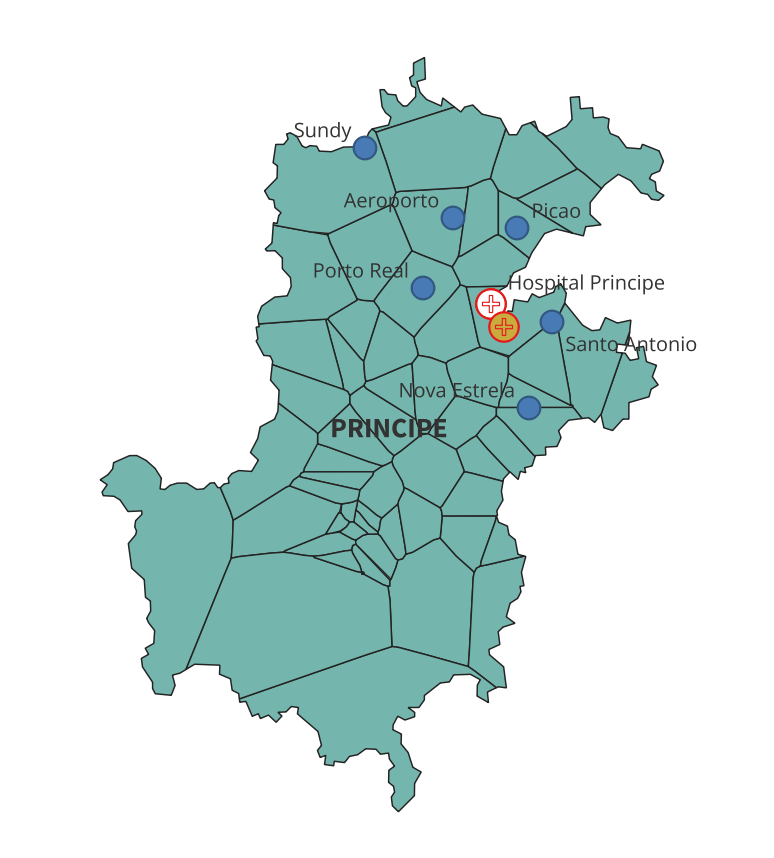 Sundy
Aeroporto
Picao
Porto Real
Hospital Principe
Santo Antonio
Nova Estrela
PRINCIPE